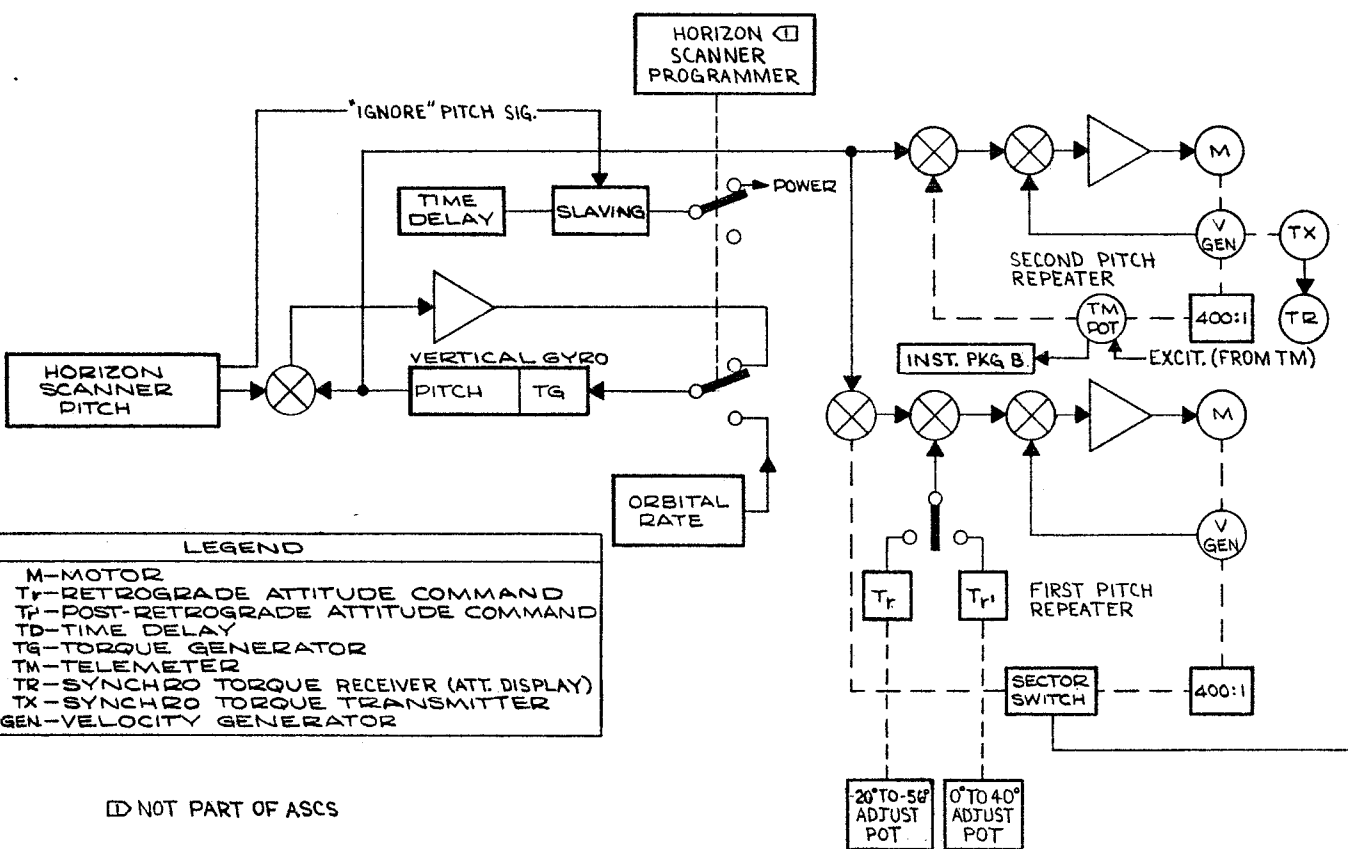 HORIZON 1
SCANNER
PROGRAMMER
"IGNORE" PITCH SIG.
TIME
DELAY
SLAVING
POWER
M
V
GEN
TX
SECOND PITCH
REPEATER
TM
POT
400:1
TR
INST. PKG B
EXCIT. (FROM TM)
HORIZON
SCANNER
PITCH
VERTICAL GYRO
PITCH
TG
M
ORBITAL
RATE
V
GEN
Tr
Tr'
FIRST PITCH
REPEATER
SECTOR
SWITCH
400:1
-20° TO -56°
ADJUST
POT
0° TO 40°
ADJUST
POT
LEGEND
M-MOTOR
Tr-RETROGRADE ATTITUDE COMMAND
Tr'-POST-RETROGRADE ATTITUDE COMMAND
TD-TIME DELAY
TG-TORQUE GENERATOR
TM-TELEMETER
TR-SYNCHRO TORQUE RECEIVER (ATT. DISPLAY)
TX-SYNCHRO TORQUE TRANSMITTER
GEN-VELOCITY GENERATOR
1 NOT PART OF ASCS